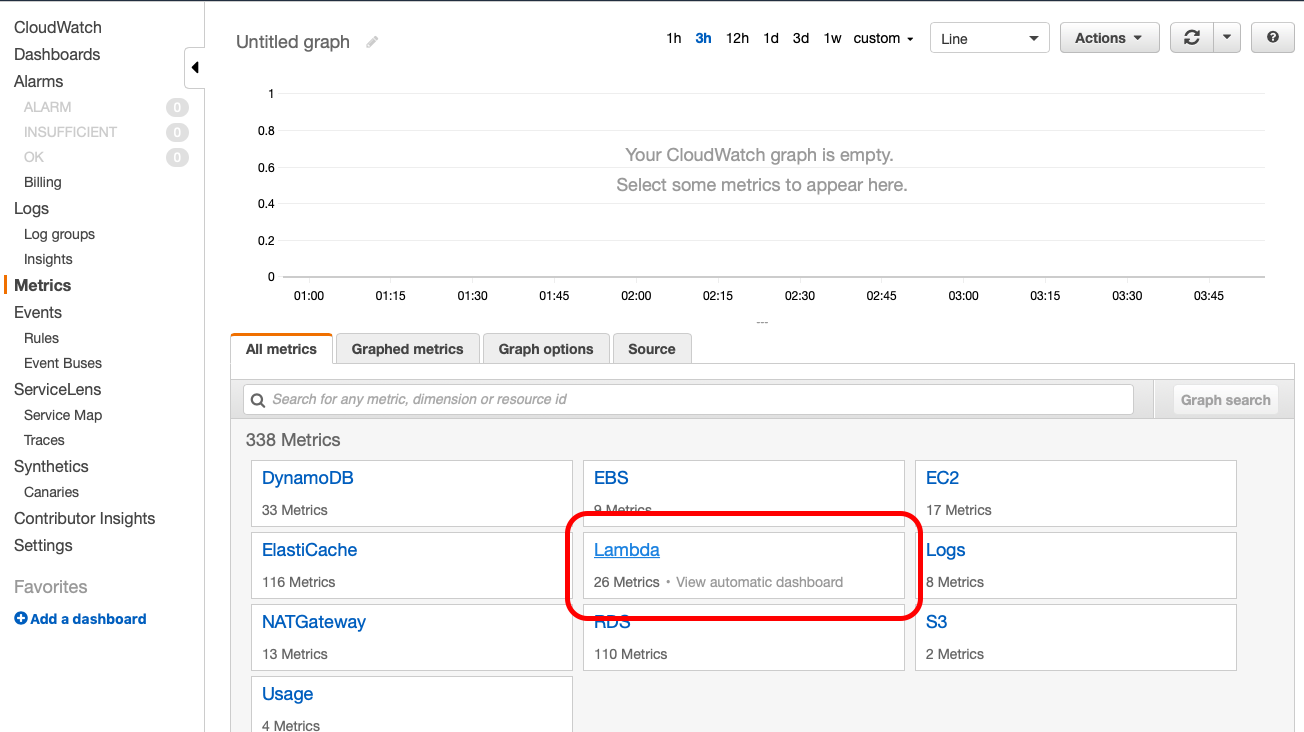 CloudWatch
Dashboards
Alarms
ALARM 0
INSUFFICIENT 0
OK 0
Billing
Logs
Log groups
Insights
Metrics
Events
Rules
Event Buses
ServiceLens
Service Map
Traces
Synthetics
Canaries
Contributor Insights
Settings
Favorites
Add a dashboard
Untitled graph
1h 3h 12h 1d 3d 1w custom
Line
Actions
?
1
0.8
0.6
0.4
0.2
0
Your CloudWatch graph is empty.
Select some metrics to appear here.
01:00 01:15 01:30 01:45 02:00 02:15 02:30 02:45 03:00 03:15 03:30 03:45
All metrics Graphed metrics Graph options Source
Search for any metric, dimension or resource id
Graph search
338 Metrics
DynamoDB
33 Metrics
EBS
9 Metrics
EC2
17 Metrics
ElastiCache
116 Metrics
Lambda
26 Metrics • View automatic dashboard
Logs
8 Metrics
NATGateway
13 Metrics
RDS
110 Metrics
S3
2 Metrics
Usage
4 Metrics